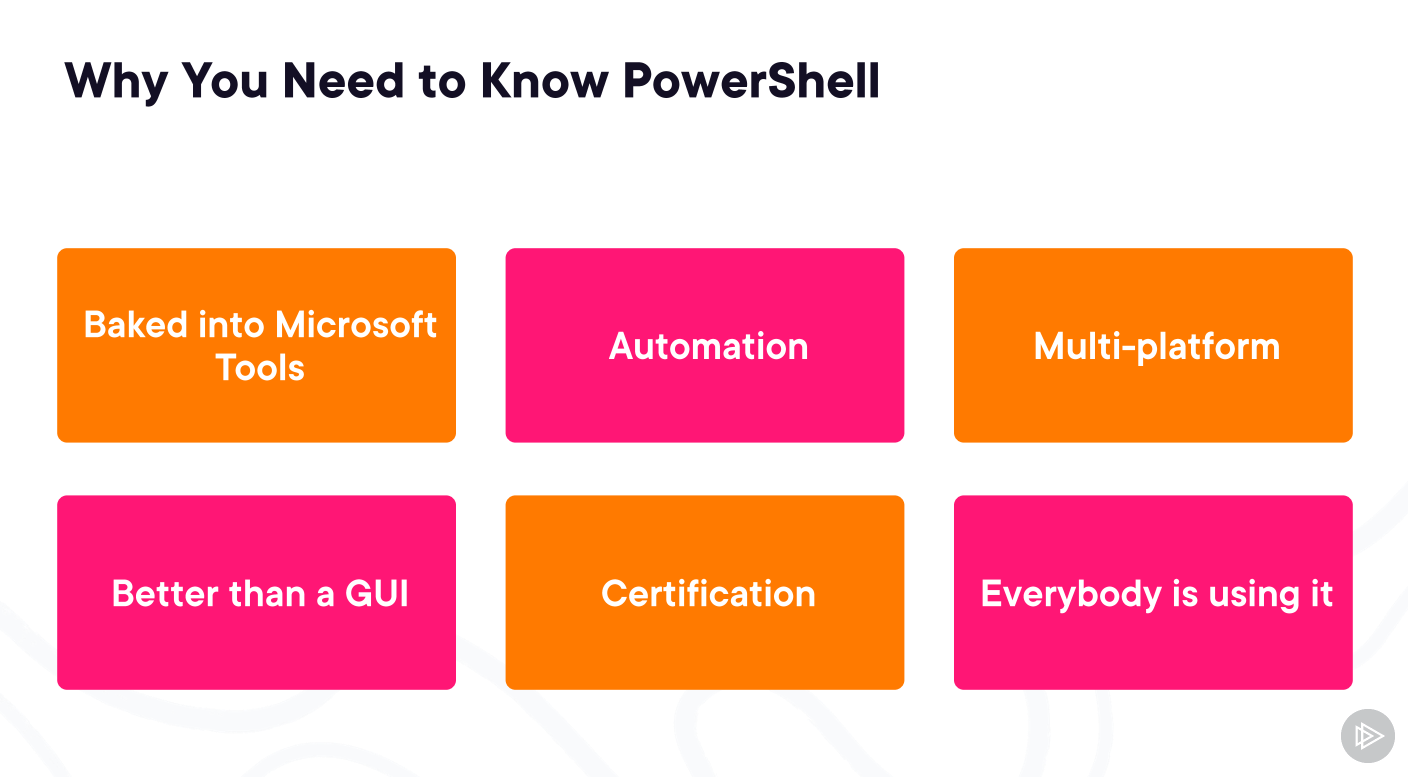 Why You Need to Know PowerShell
Baked into Microsoft
Tools
Automation
Multi-platform
Better than a GUI
Certification
Everybody is using it